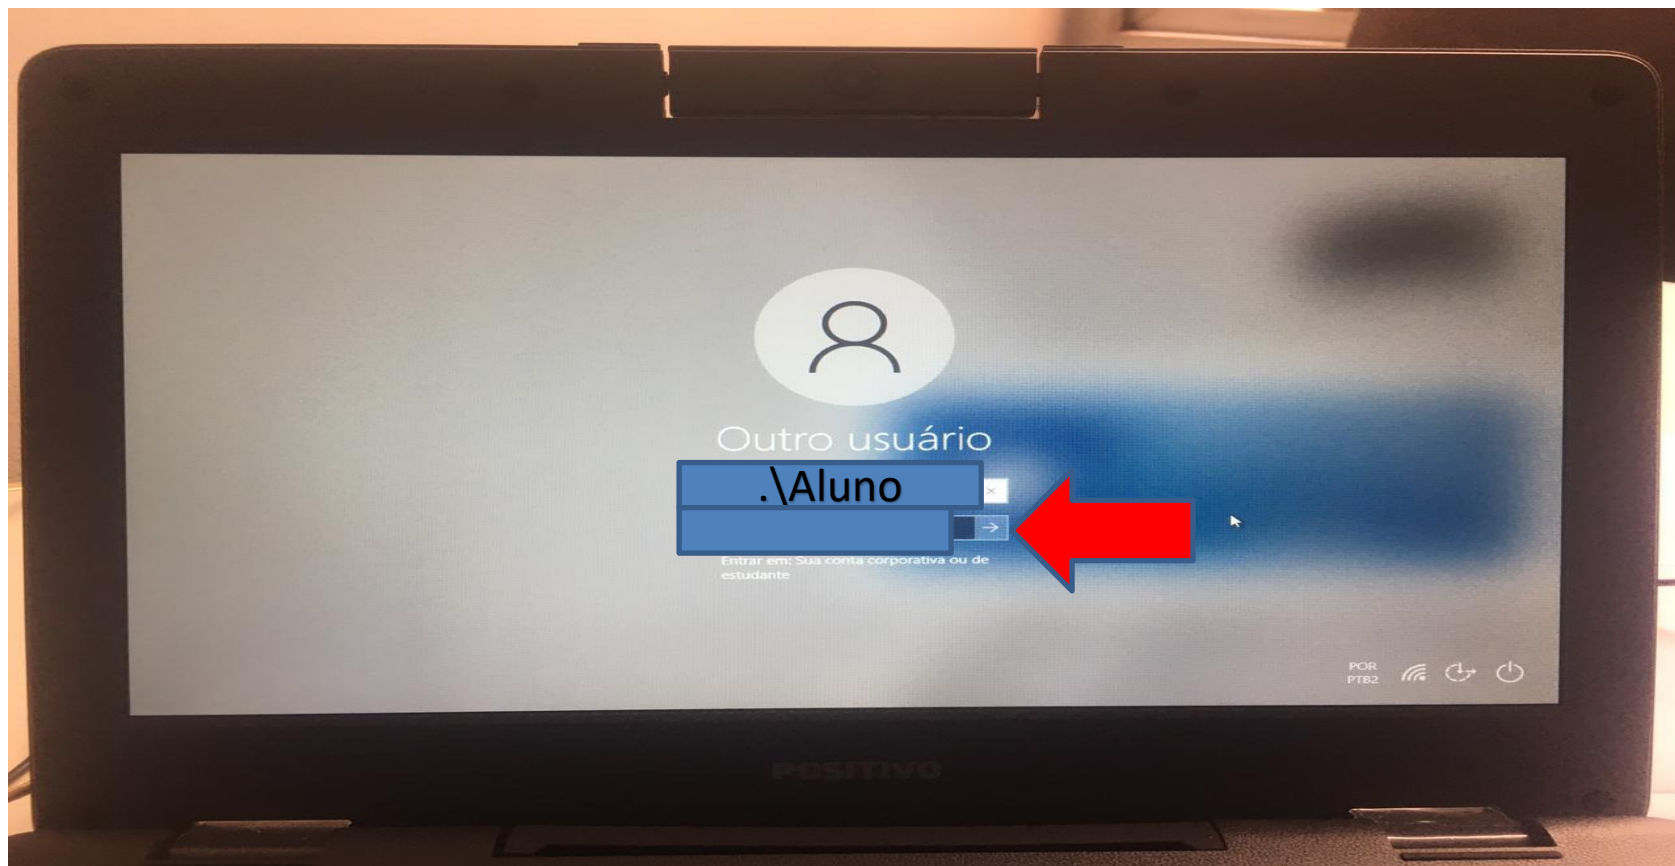 Outro usuário
.\Aluno
Entrar em: Sua conta corporativa ou de
estudante
POR
PTB2
POSITIVO